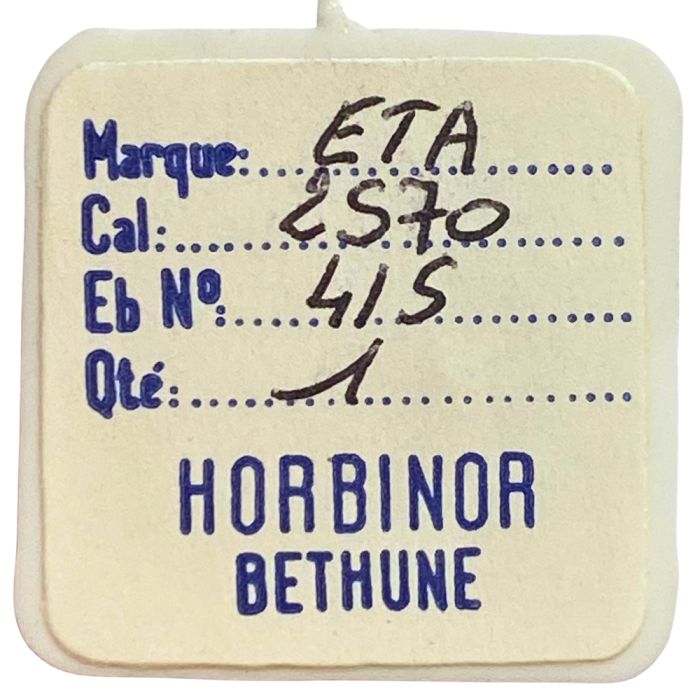 Marque: ETA
Cal: 2570
Eb Nº: 415
Qté: 1
HORBINOR
BETHUNE